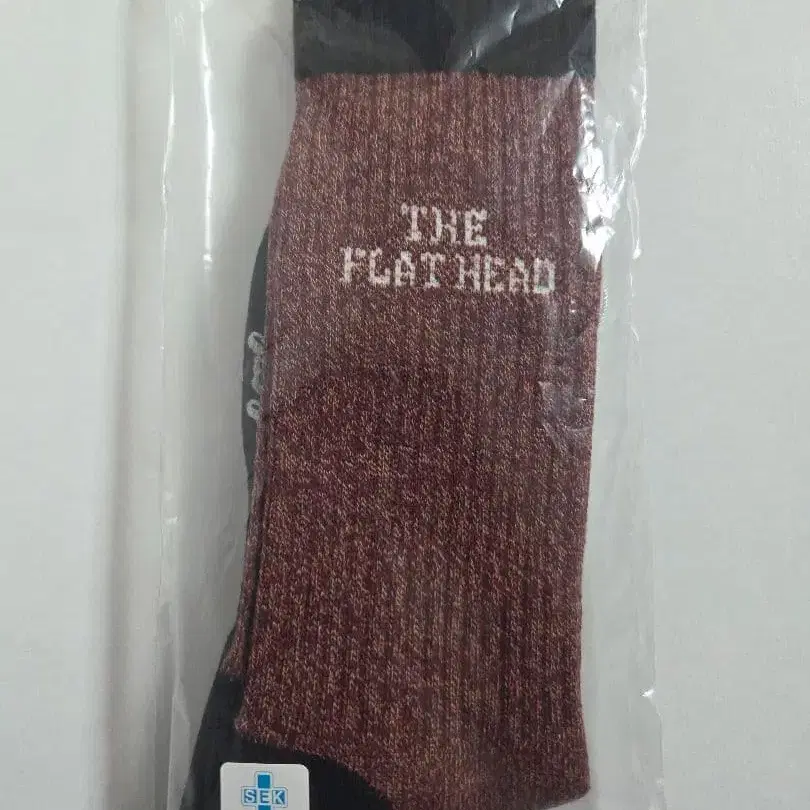 THE
FLAT HEAD
SEK